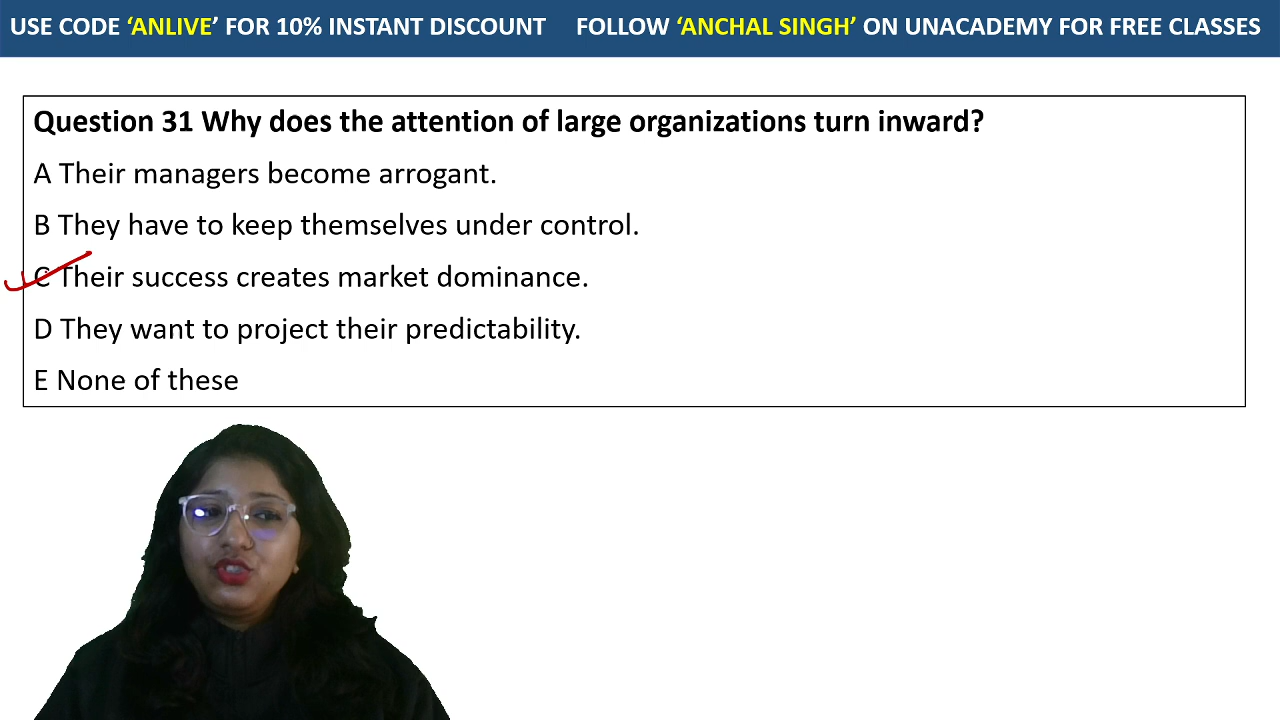 USE CODE ‘ANLIVE’ FOR 10% INSTANT DISCOUNT FOLLOW ‘ANCHAL SINGH’ ON UNACADEMY FOR FREE CLASSES
Question 31 Why does the attention of large organizations turn inward?
A Their managers become arrogant.
B They have to keep themselves under control.
C Their success creates market dominance.
D They want to project their predictability.
E None of these